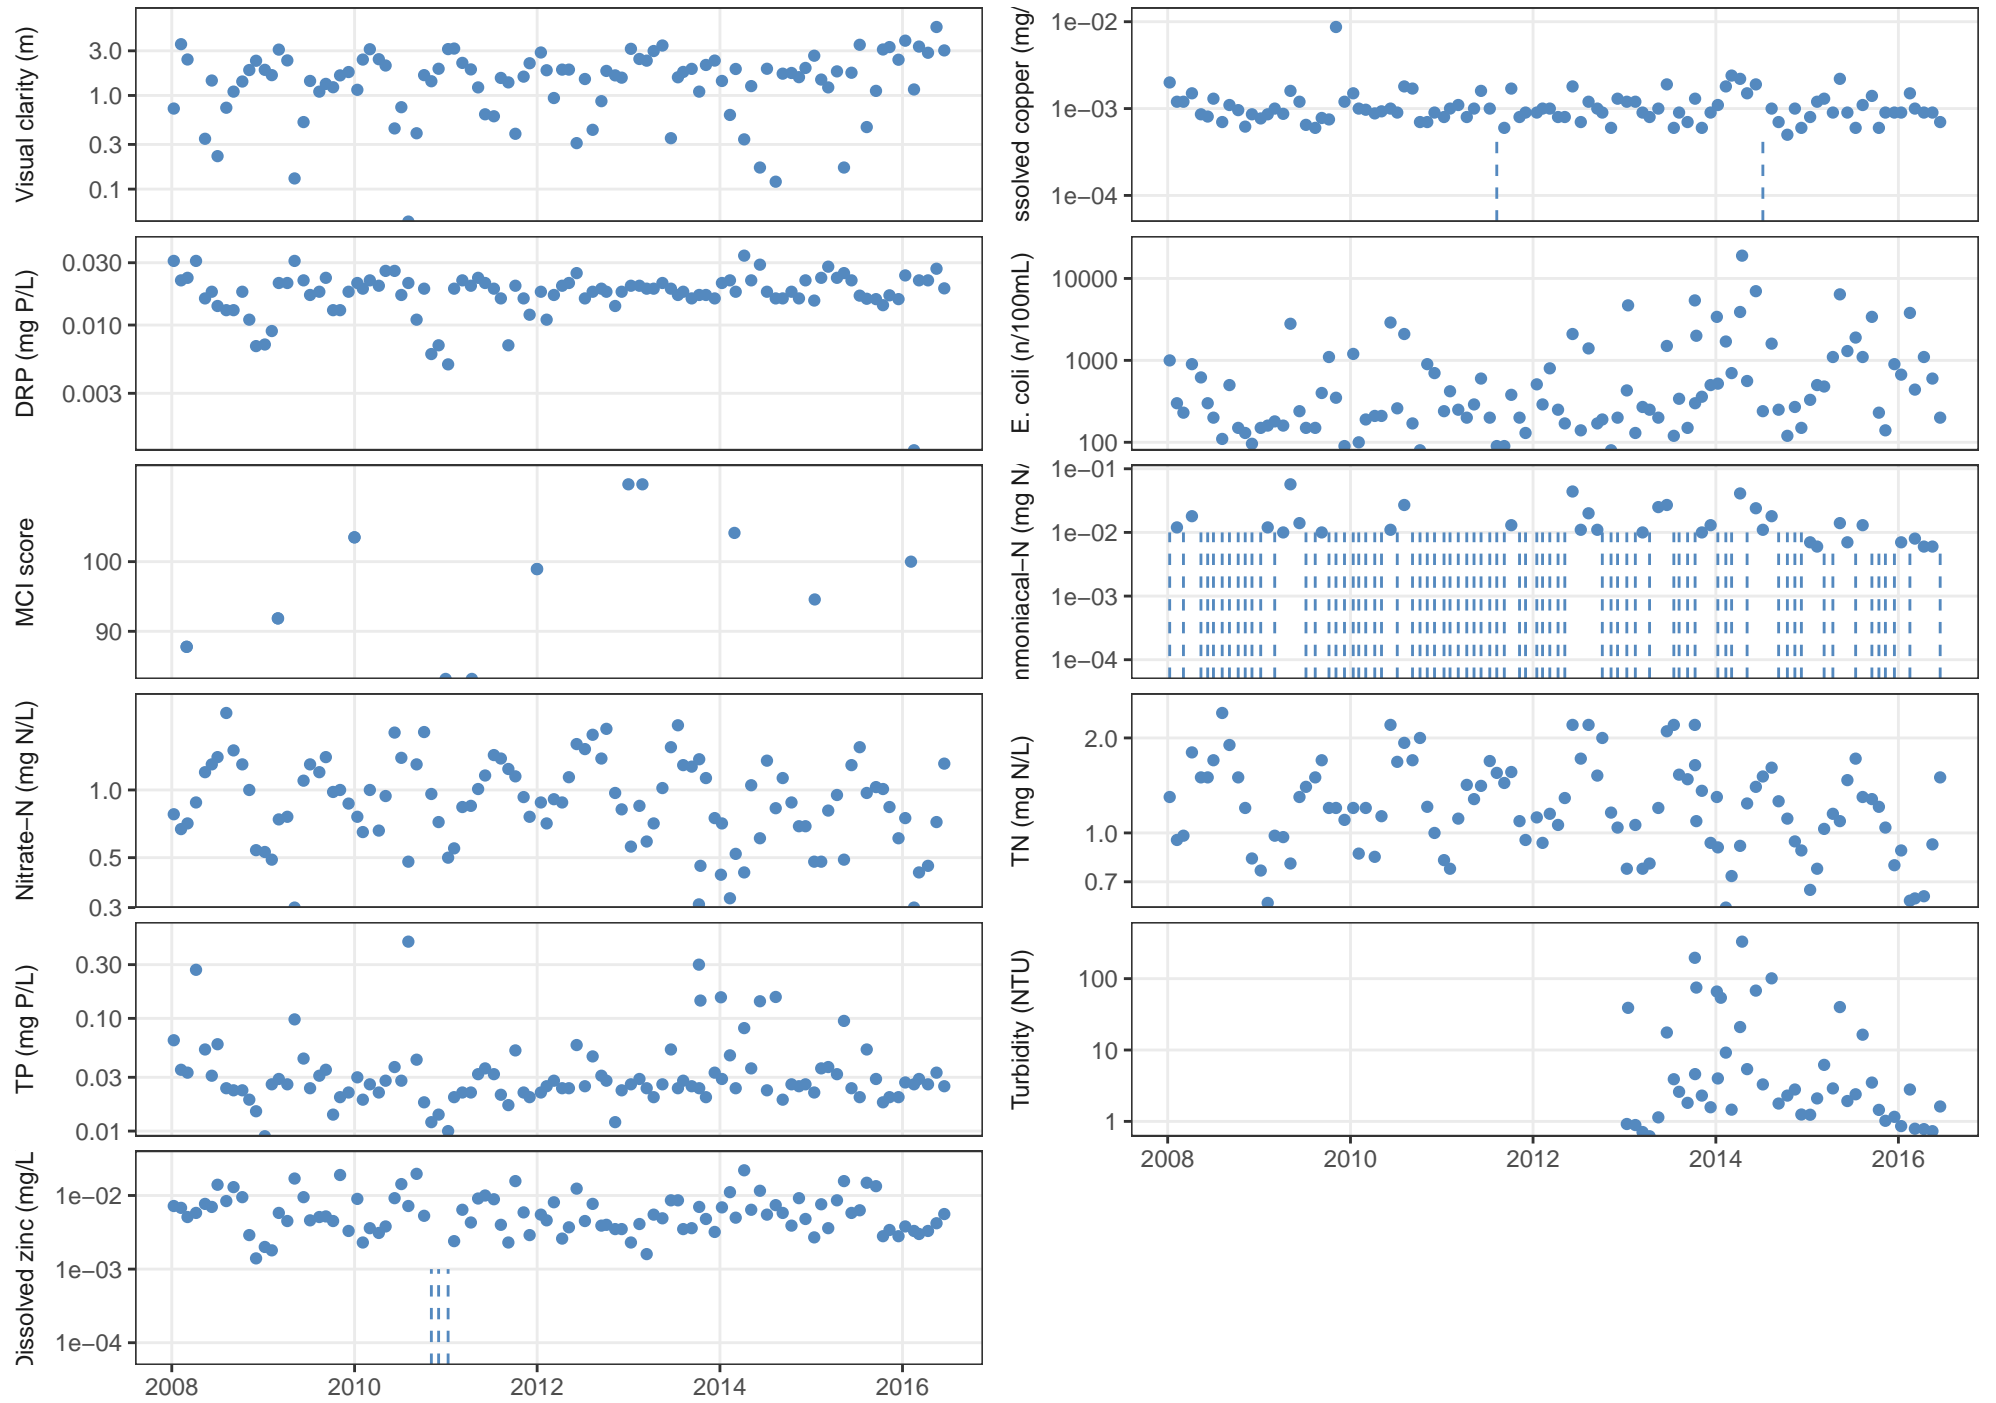 Visual clarity (m)
3.0
1.0
0.3
0.1
ssolved copper (mg/
1e−02
1e−03
1e−04
DRP (mg P/L)
0.030
0.010
0.003
E. coli (n/100mL)
10000
1000
100
MCI score
100
90
nmoniacal−N (mg N/
1e−01
1e−02
1e−03
1e−04
Nitrate−N (mg N/L)
1.0
0.5
0.3
TN (mg N/L)
2.0
1.0
0.7
TP (mg P/L)
0.30
0.10
0.03
0.01
Turbidity (NTU)
100
10
1
2008 2010 2012 2014 2016
Dissolved zinc (mg/L
1e−02
1e−03
1e−04
2008 2010 2012 2014 2016